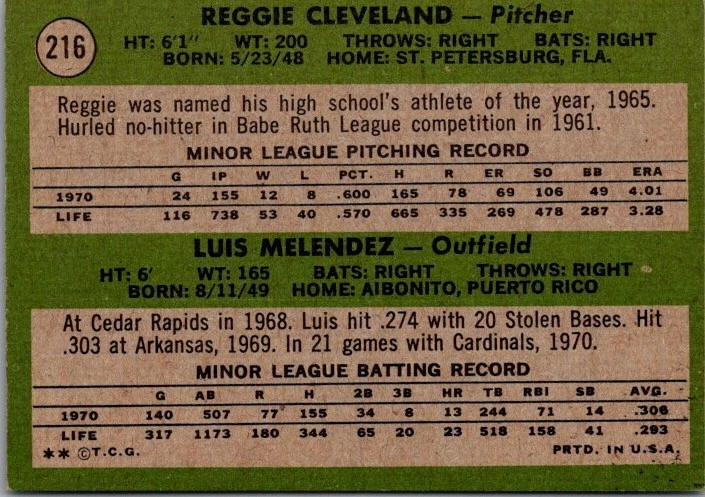 216
REGGIE CLEVELAND — Pitcher
HT: 6'1" WT: 200 THROWS: RIGHT BATS: RIGHT
BORN: 5/23/48 HOME: ST. PETERSBURG, FLA.
Reggie was named his high school's athlete of the year, 1965.
Hurled no-hitter in Babe Ruth League competition in 1961.
MINOR LEAGUE PITCHING RECORD
G IP W L PCT. H R ER SO BB ERA
1970 24 155 12 8 .600 165 78 69 106 49 4.01
LIFE 116 738 53 40 .570 665 335 269 478 287 3.28
LUIS MELENDEZ — Outfield
HT: 6' WT: 165 BATS: RIGHT THROWS: RIGHT
BORN: 8/11/49 HOME: AIBONITO, PUERTO RICO
At Cedar Rapids in 1968. Luis hit .274 with 20 Stolen Bases. Hit
.303 at Arkansas, 1969. In 21 games with Cardinals, 1970.
MINOR LEAGUE BATTING RECORD
G AB R H 2B 3B HR TB RBI SB AVG.
1970 140 507 77 155 34 8 13 244 71 14 .306
LIFE 317 1173 180 344 65 20 23 518 158 41 .293
** ©T.C.G. PRTD. IN U.S.A.